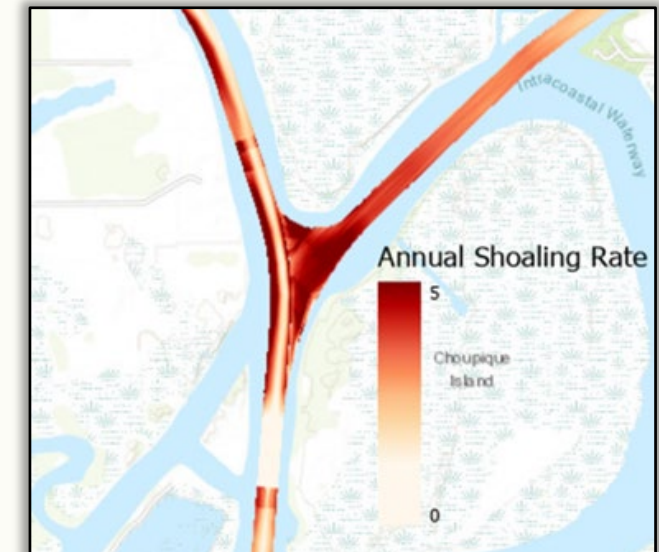 Intracoastal Waterway
Annual Shoaling Rate
5
Choupique
Island
0